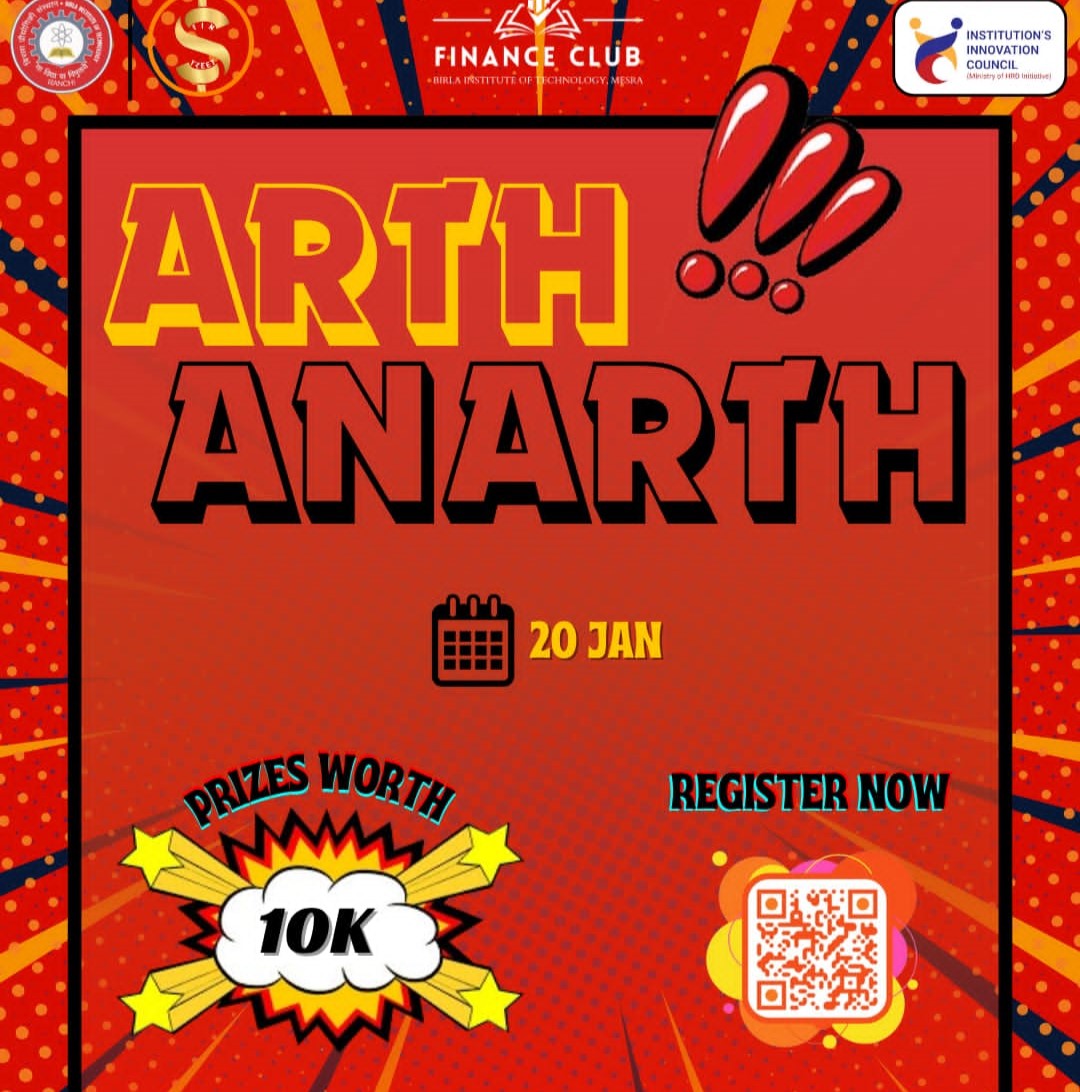 RANCHI
FINANCE CLUB
BIRLA INSTITUTE OF TECHNOLOGY, MESRA
INSTITUTION'S
INNOVATION
COUNCIL
(Ministry of HRD Initiative)
ARTH
ANARTH
20 JAN
PRIZES WORTH
10K
REGISTER NOW